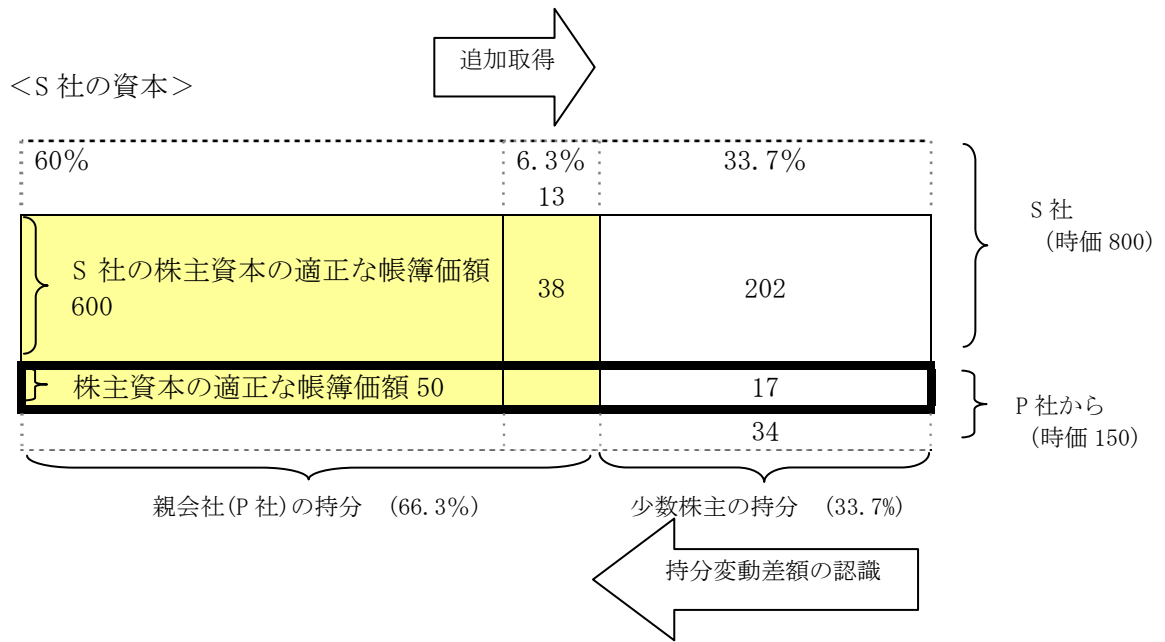 追加取得
＜S 社の資本＞
60%
6.3%
33.7%
13
S 社
（時価 800）
S 社の株主資本の適正な帳簿価額
600
38
202
株主資本の適正な帳簿価額 50
17
P 社から
（時価 150）
34
親会社(P 社)の持分 （66.3%）
少数株主の持分 （33.7%）
持分変動差額の認識